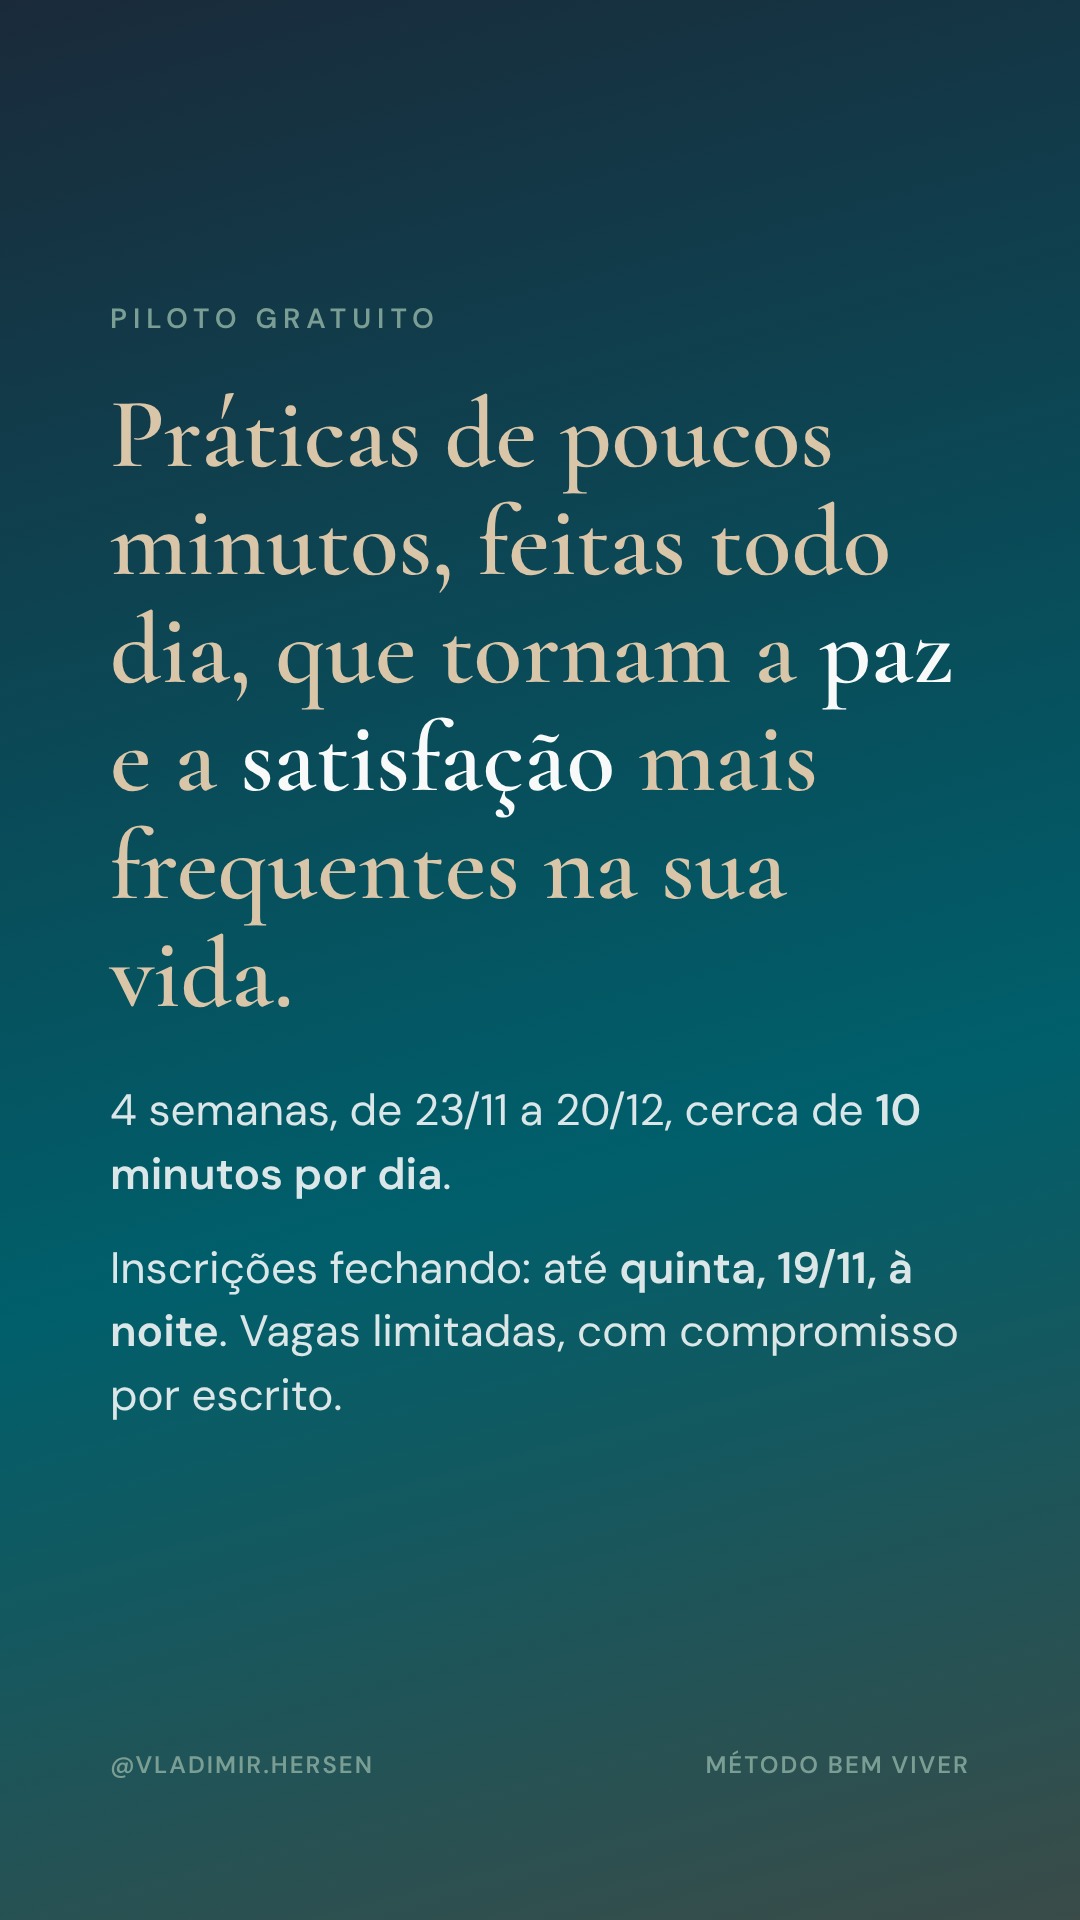 PILOTO GRATUITO
Práticas de poucos
minutos, feitas todo
dia, que tornam a paz
e a satisfação mais
frequentes na sua
vida.
4 semanas, de 23/11 a 20/12, cerca de 10
minutos por dia.
Inscrições fechando: até quinta, 19/11, à
noite. Vagas limitadas, com compromisso
por escrito.
@VLADIMIR.HERSEN
MÉTODO BEM VIVER